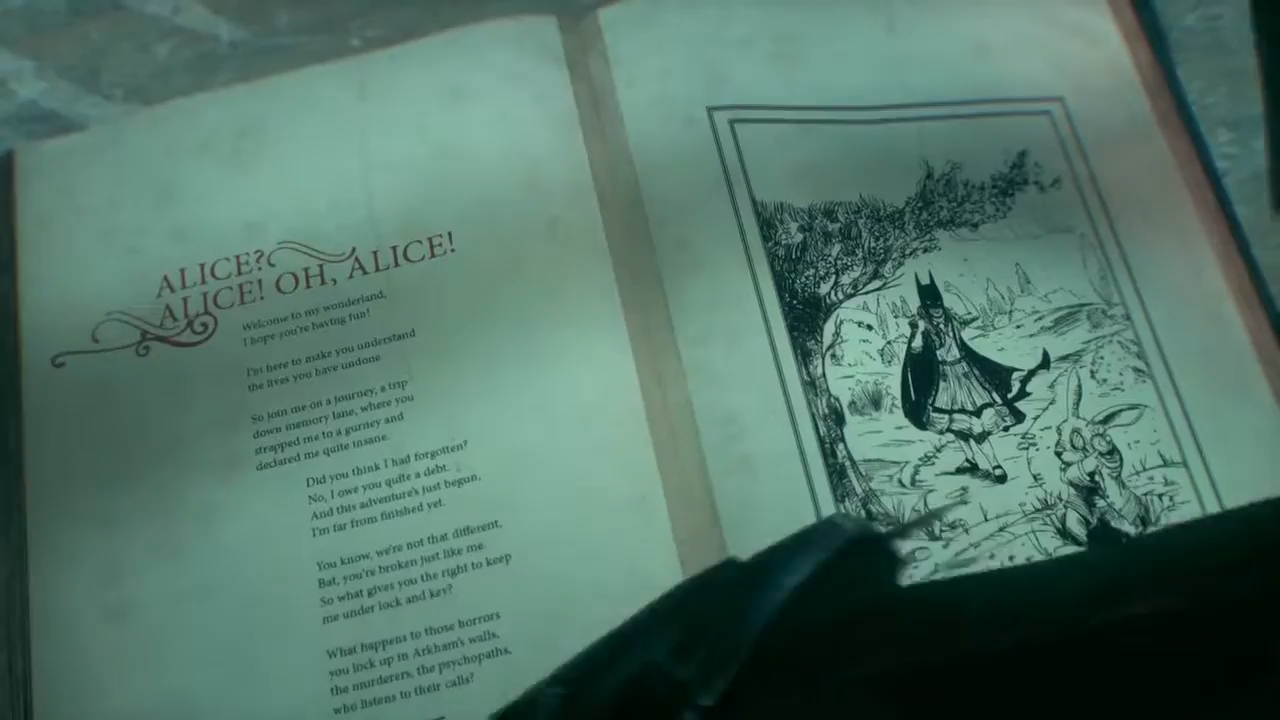 ALICE?
ALICE! OH, ALICE!
Welcome to my wonderland,
I hope you're having fun!
I'm here to make you understand
the lives you have undone
So join me on a journey, a trip
down memory lane, where you
strapped me to a gurney and
declared me quite insane.
Did you think I had forgotten?
No, I owe you quite a debt.
And this adventure's just begun,
I'm far from finished yet.
You know, we're not that different,
Bat, you're broken just like me.
So what gives you the right to keep
me under lock and key?
What happens to those horrors
you lock up in Arkham's walls,
the murderers, the psychopaths,
who listens to their calls?